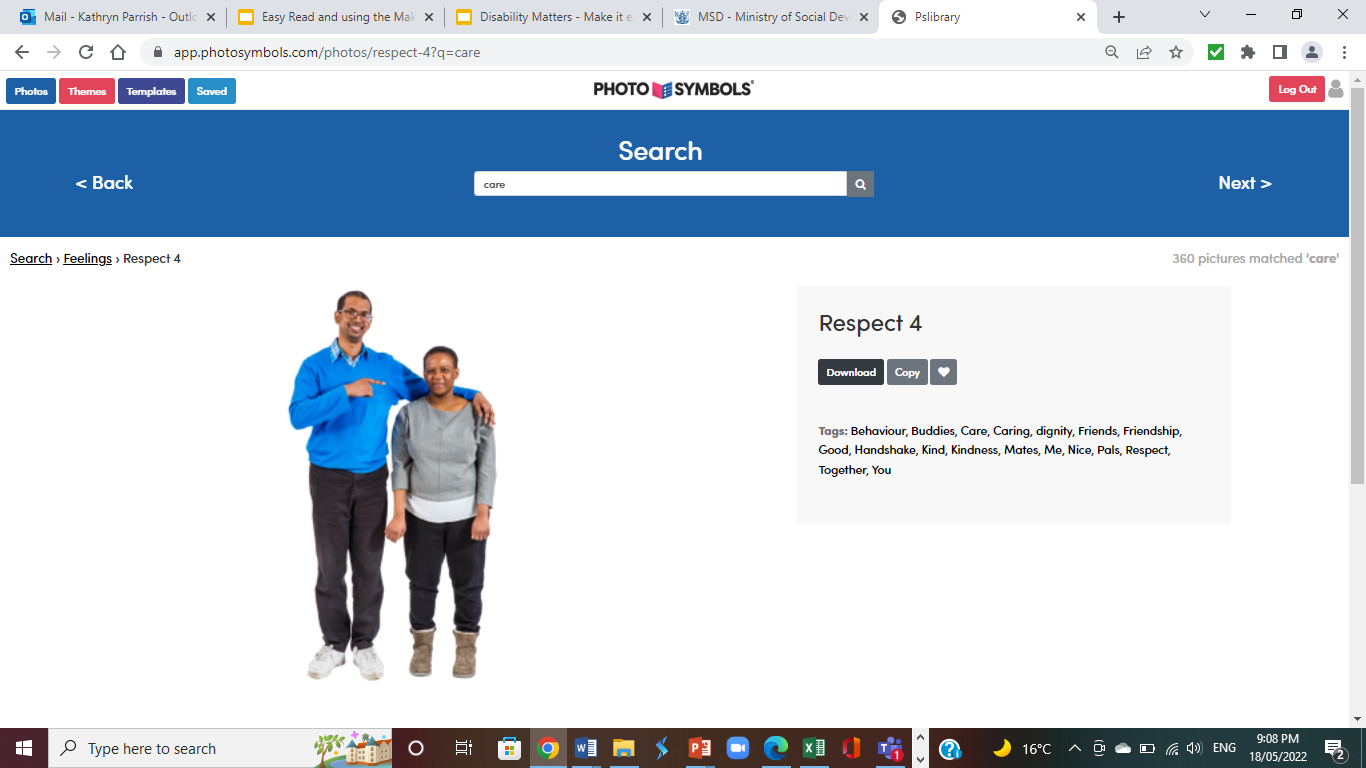 Mail - Kathryn Parrish - Outlo
Easy Read and using the Mak
Disability Matters - Make it e
MSD - Ministry of Social Dev
Pslibrary
app.photosymbols.com/photos/respect-4?q=care
Photos
Themes
Templates
Saved
PHOTO SYMBOLS
Log Out
Search
< Back
care
Next >
Search › Feelings › Respect 4
360 pictures matched 'care'
Respect 4
Download
Copy
Tags: Behaviour, Buddies, Care, Caring, dignity, Friends, Friendship,
Good, Handshake, Kind, Kindness, Mates, Me, Nice, Pals, Respect,
Together, You
Type here to search
16°C
ENG
9:08 PM
18/05/2022
1
2